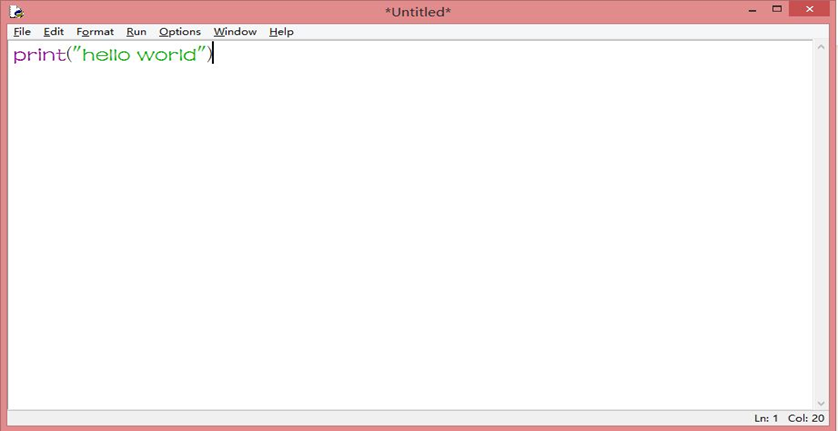 *Untitled*
File Edit Format Run Options Window Help
print("hello world")
Ln: 1 Col: 20